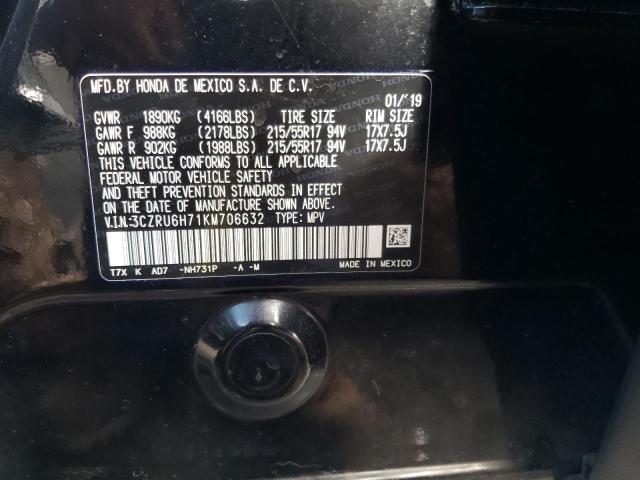 MFD.BY HONDA DE MEXICO S.A. DE C.V.
01/'19
GVWR 1890KG (4166LBS) TIRE SIZE RIM SIZE
GAWR F 988KG (2178LBS) 215/55R17 94V 17X7.5J
GAWR R 902KG (1988LBS) 215/55R17 94V 17X7.5J
THIS VEHICLE CONFORMS TO ALL APPLICABLE
FEDERAL MOTOR VEHICLE SAFETY
AND THEFT PREVENTION STANDARDS IN EFFECT
ON THE DATE OF MANUFACTURE SHOWN ABOVE.
V.I.N.:3CZRU6H71KM706632 TYPE: MPV
T7X K AD7 -NH731P -A -M MADE IN MEXICO